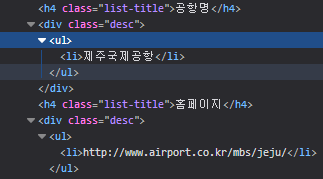 <h4 class="list-title">공항명</h4>
<div class="desc">
<ul>
<li>제주국제공항</li>
</ul>
</div>
<h4 class="list-title">홈페이지</h4>
<div class="desc">
<ul>
<li>http://www.airport.co.kr/mbs/jeju/</li>
</ul>